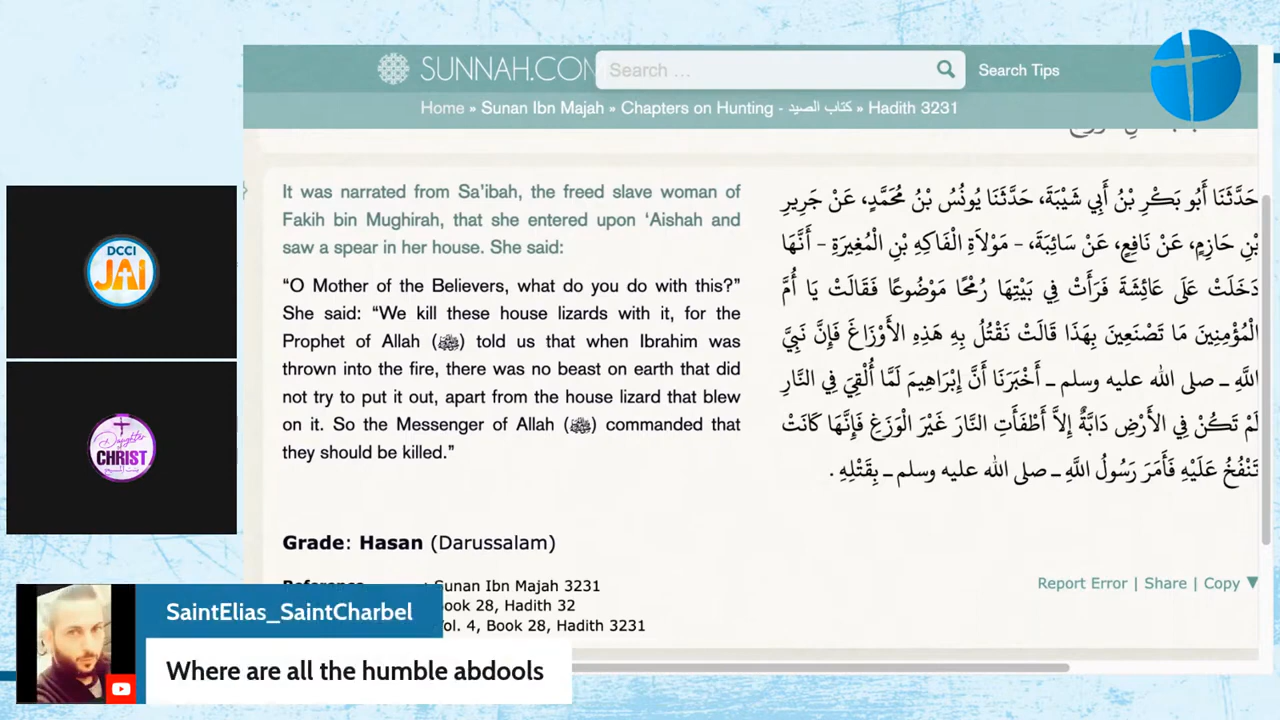 SUNNAH.COM
Search ...
Search Tips
Home » Sunan Ibn Majah » Chapters on Hunting - كتاب الصيد » Hadith 3231
It was narrated from Sa'ibah, the freed slave woman of
Fakih bin Mughirah, that she entered upon ‘Aishah and
saw a spear in her house. She said:
“O Mother of the Believers, what do you do with this?”
She said: “We kill these house lizards with it, for the
Prophet of Allah (ﷺ) told us that when Ibrahim was
thrown into the fire, there was no beast on earth that did
not try to put it out, apart from the house lizard that blew
on it. So the Messenger of Allah (ﷺ) commanded that
they should be killed.”
حَدَّثَنَا أَبُو بَكْرِ بْنُ أَبِي شَيْبَةَ، حَدَّثَنَا يُونُسُ بْنُ مُحَمَّدٍ، عَنْ جَرِيرِ
بْنِ حَازِمٍ، عَنْ نَافِعٍ، عَنْ سَائِبَةَ، - مَوْلاَةِ الْفَاكِهِ بْنِ الْمُغِيرَةِ - أَنَّهَا
دَخَلَتْ عَلَى عَائِشَةَ فَرَأَتْ فِي بَيْتِهَا رُمْحًا مَوْضُوعًا فَقَالَتْ يَا أُمَّ
الْمُؤْمِنِينَ مَا تَصْنَعِينَ بِهَذَا قَالَتْ نَقْتُلُ بِهِ هَذِهِ الأَوْزَاغَ فَإِنَّ نَبِيَّ
اللَّهِ ـ صلى الله عليه وسلم ـ أَخْبَرَنَا أَنَّ إِبْرَاهِيمَ لَمَّا أُلْقِيَ فِي النَّارِ
لَمْ تَكُنْ فِي الأَرْضِ دَابَّةٌ إِلاَّ أَطْفَأَتِ النَّارَ غَيْرَ الْوَزَغِ فَإِنَّهَا كَانَتْ
تَنْفُخُ عَلَيْهِ فَأَمَرَ رَسُولُ اللَّهِ ـ صلى الله عليه وسلم ـ بِقَتْلِهِ .
Grade: Hasan (Darussalam)
Sunan Ibn Majah 3231
Book 28, Hadith 32
Vol. 4, Book 28, Hadith 3231
Report Error | Share | Copy ▼
DCCI
JAI
Daughter
CHRIST
SaintElias_SaintCharbel
Where are all the humble abdools